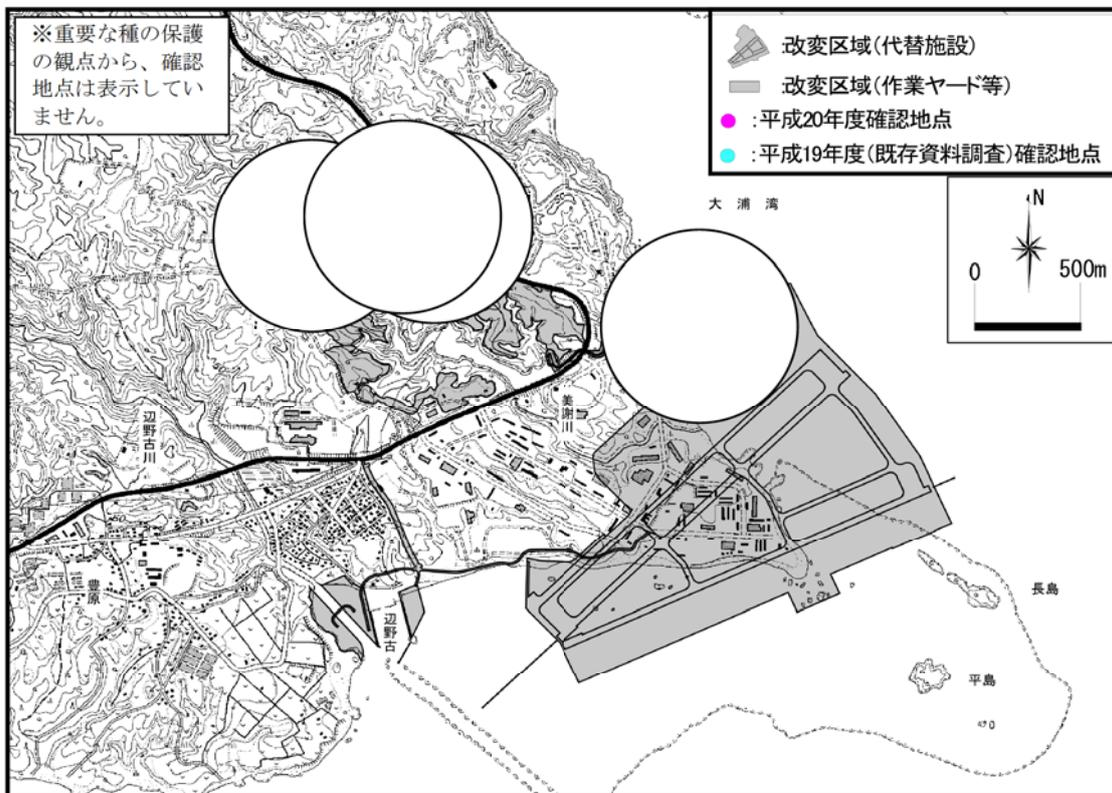 ※重要な種の保護
の観点から、確認
地点は表示してい
ません。
:改変区域(代替施設)
:改変区域(作業ヤード等)
:平成20年度確認地点
:平成19年度(既存資料調査)確認地点
大浦湾
N
0 500m
美謝川
辺野古川
豊原
辺野古
長島
平島